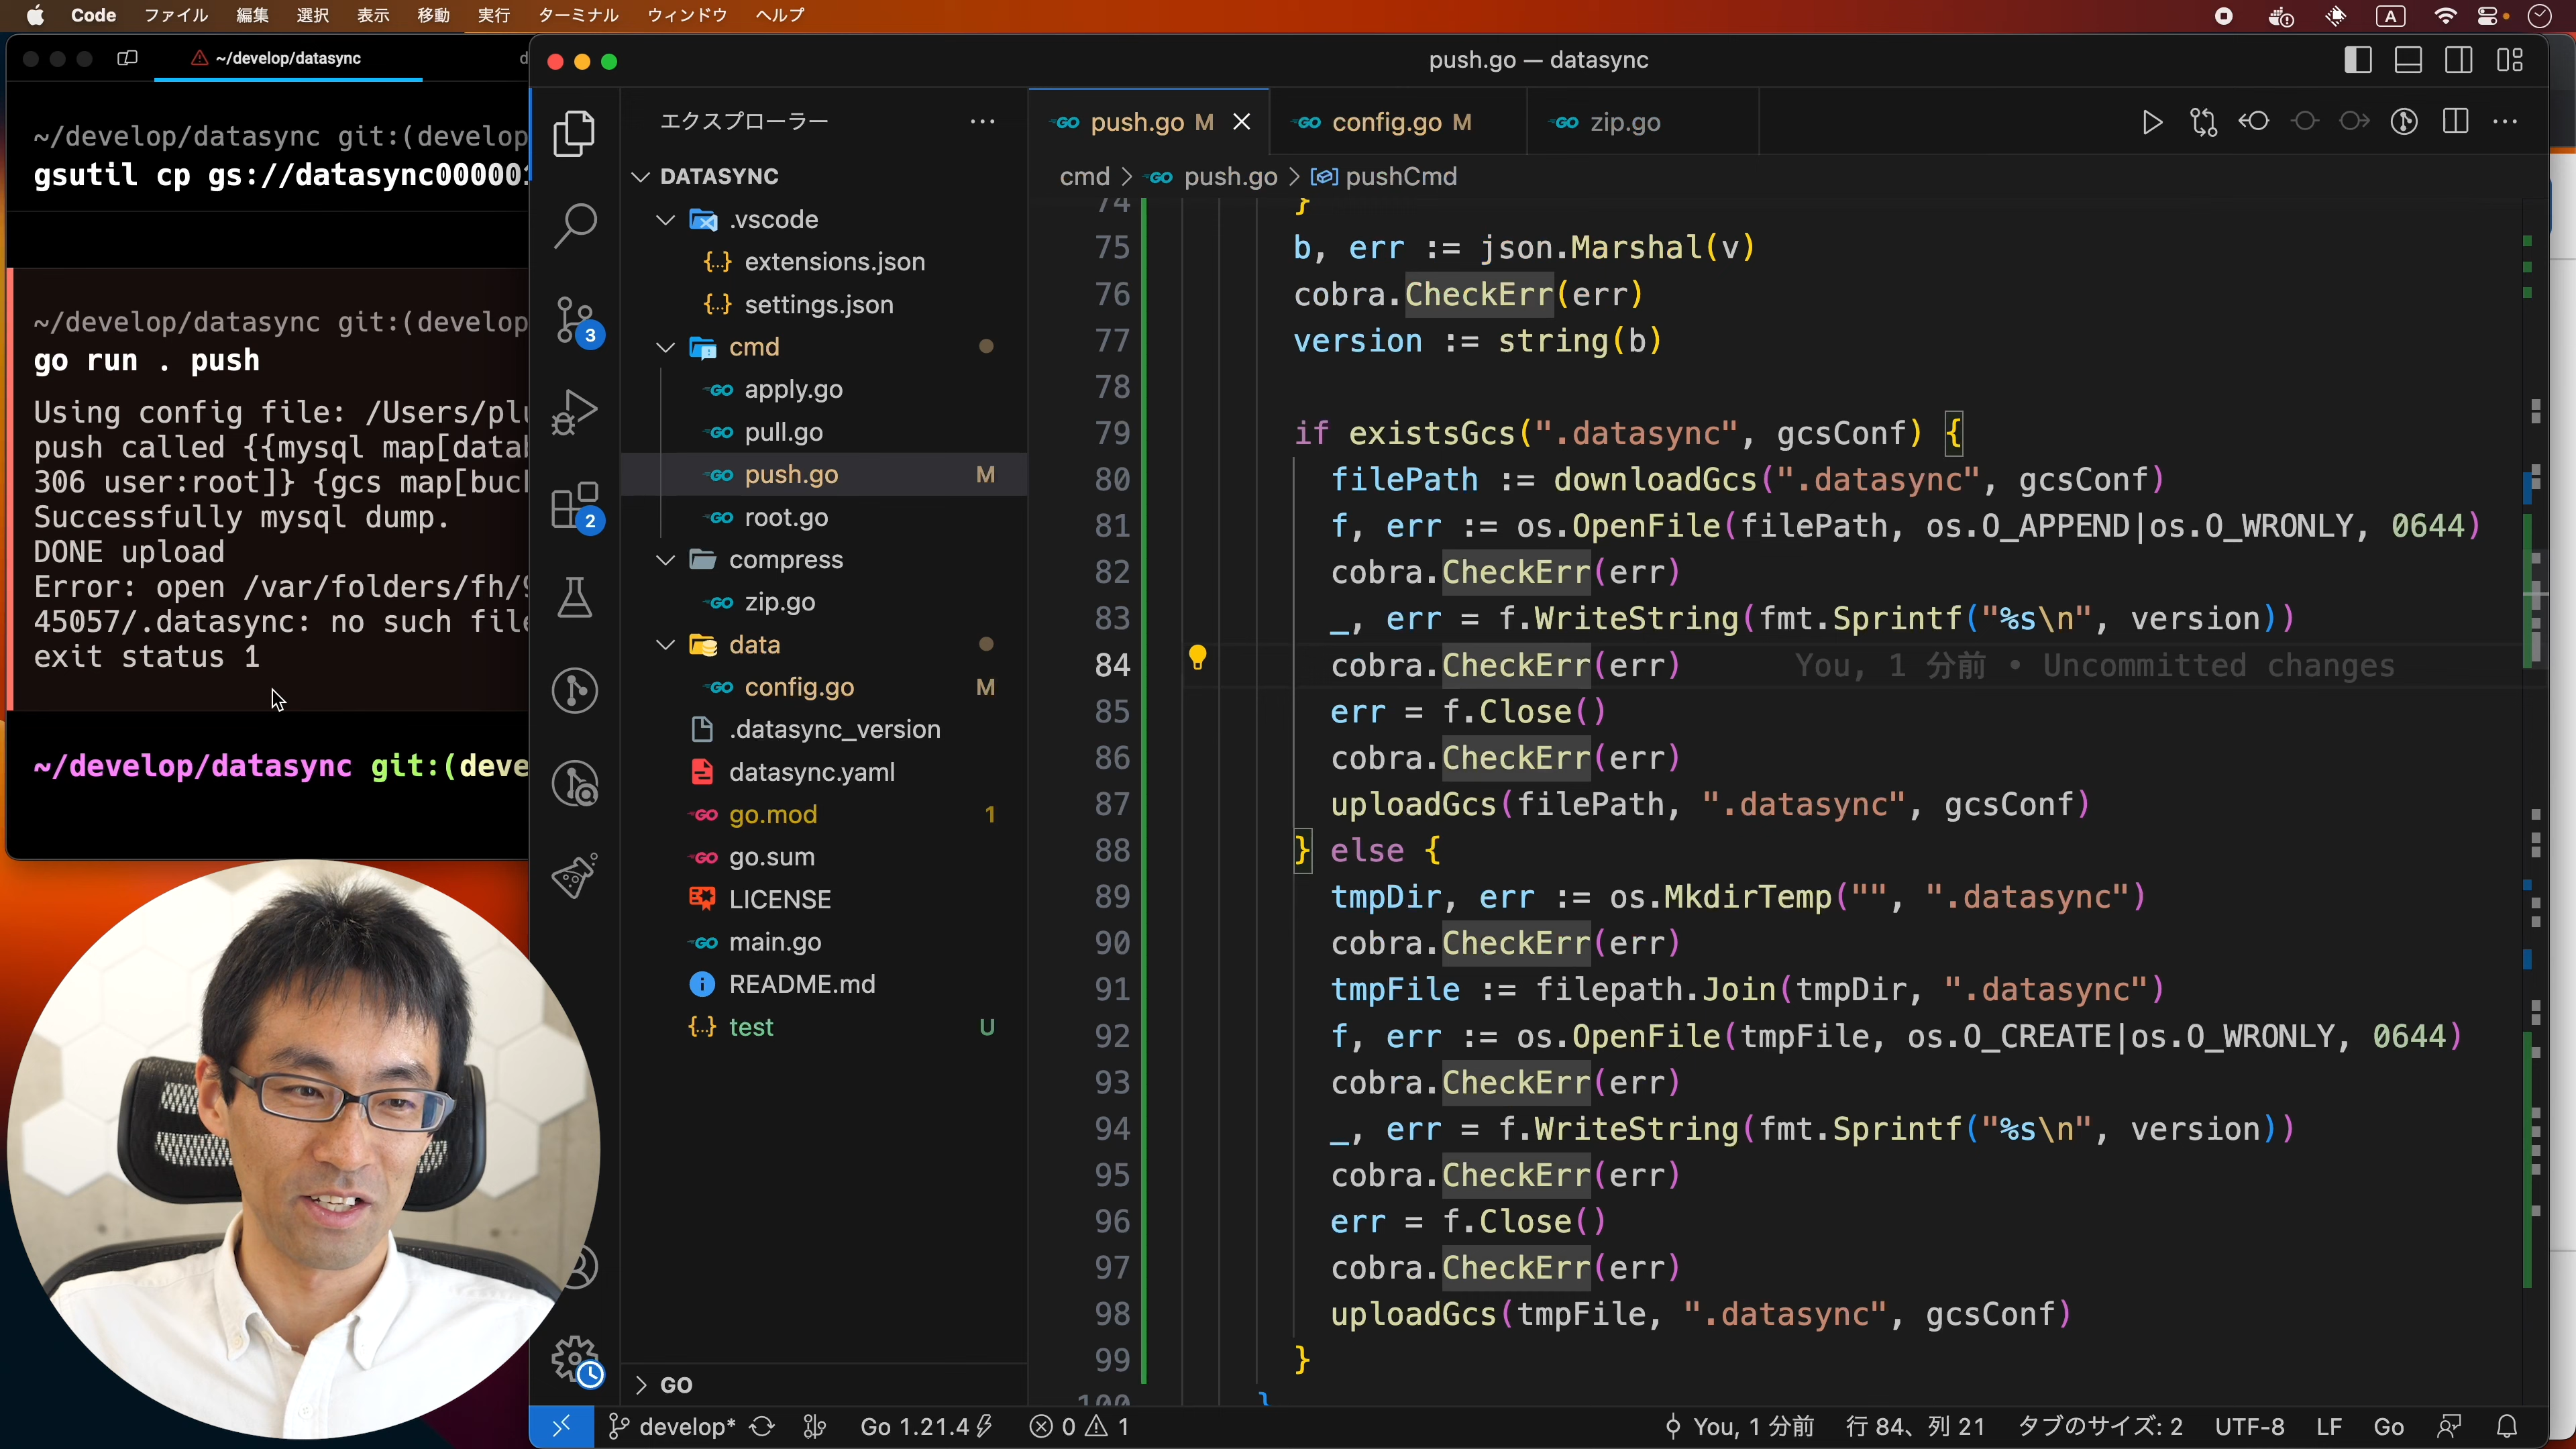 Code ファイル 編集 選択 表示 移動 実行 ターミナル ウィンドウ ヘルプ
A
~/develop/datasync
~/develop/datasync git:(develop
gsutil cp gs://datasync000001
~/develop/datasync git:(develop
go run . push
Using config file: /Users/plu
push called {{mysql map[datab
306 user:root]} {gcs map[buck
Successfully mysql dump.
DONE upload
Error: open /var/folders/fh/9
45057/.datasync: no such file
exit status 1
~/develop/datasync git:(deve
push.go — datasync
エクスプローラー
DATASYNC
.vscode
extensions.json
settings.json
cmd
apply.go
pull.go
push.go M
root.go
compress
zip.go
data
config.go M
.datasync_version
datasync.yaml
go.mod 1
go.sum
LICENSE
main.go
README.md
test U
GO
3
2
push.go M
config.go M
zip.go
cmd > push.go > pushCmd
74 }
75 b, err := json.Marshal(v)
76 cobra.CheckErr(err)
77 version := string(b)
78
79 if existsGcs(".datasync", gcsConf) {
80 filePath := downloadGcs(".datasync", gcsConf)
81 f, err := os.OpenFile(filePath, os.O_APPEND|os.O_WRONLY, 0644)
82 cobra.CheckErr(err)
83 _, err = f.WriteString(fmt.Sprintf("%s\n", version))
84 cobra.CheckErr(err) You, 1 分前 • Uncommitted changes
85 err = f.Close()
86 cobra.CheckErr(err)
87 uploadGcs(filePath, ".datasync", gcsConf)
88 } else {
89 tmpDir, err := os.MkdirTemp("", ".datasync")
90 cobra.CheckErr(err)
91 tmpFile := filepath.Join(tmpDir, ".datasync")
92 f, err := os.OpenFile(tmpFile, os.O_CREATE|os.O_WRONLY, 0644)
93 cobra.CheckErr(err)
94 _, err = f.WriteString(fmt.Sprintf("%s\n", version))
95 cobra.CheckErr(err)
96 err = f.Close()
97 cobra.CheckErr(err)
98 uploadGcs(tmpFile, ".datasync", gcsConf)
99 }
100 }
develop* Go 1.21.4 0 1 You, 1 分前 行 84、列 21 タブのサイズ: 2 UTF-8 LF Go